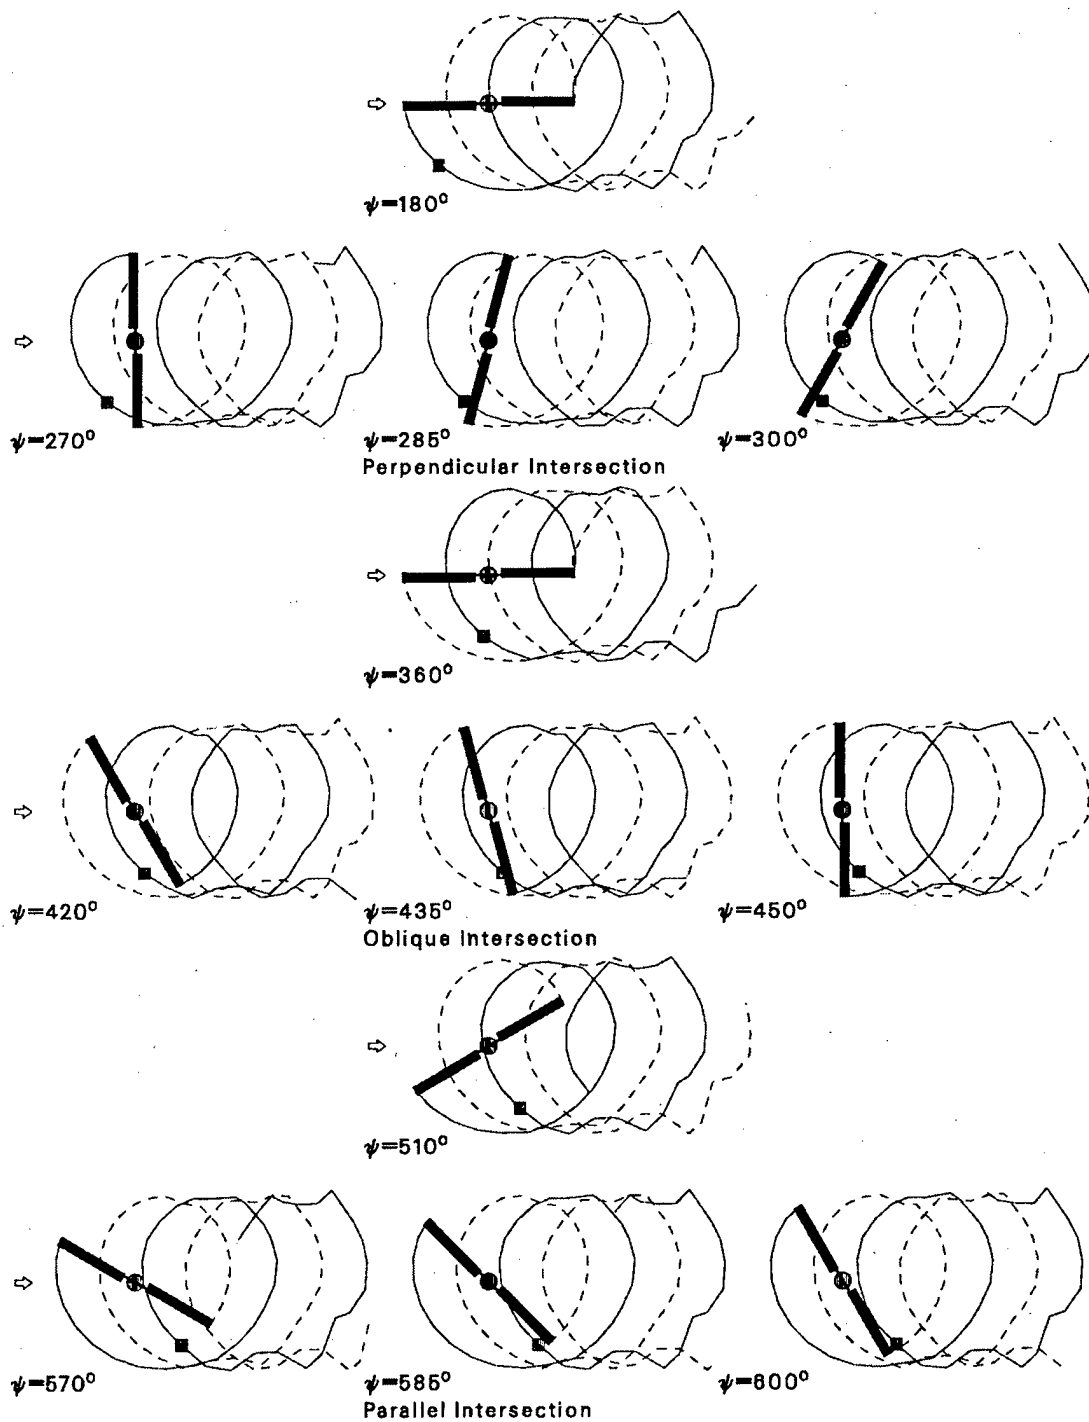 ψ=180°
ψ=270°
ψ=285°
ψ=300°
Perpendicular Intersection
ψ=360°
ψ=420°
ψ=435°
ψ=450°
Oblique Intersection
ψ=510°
ψ=570°
ψ=585°
ψ=600°
Parallel Intersection